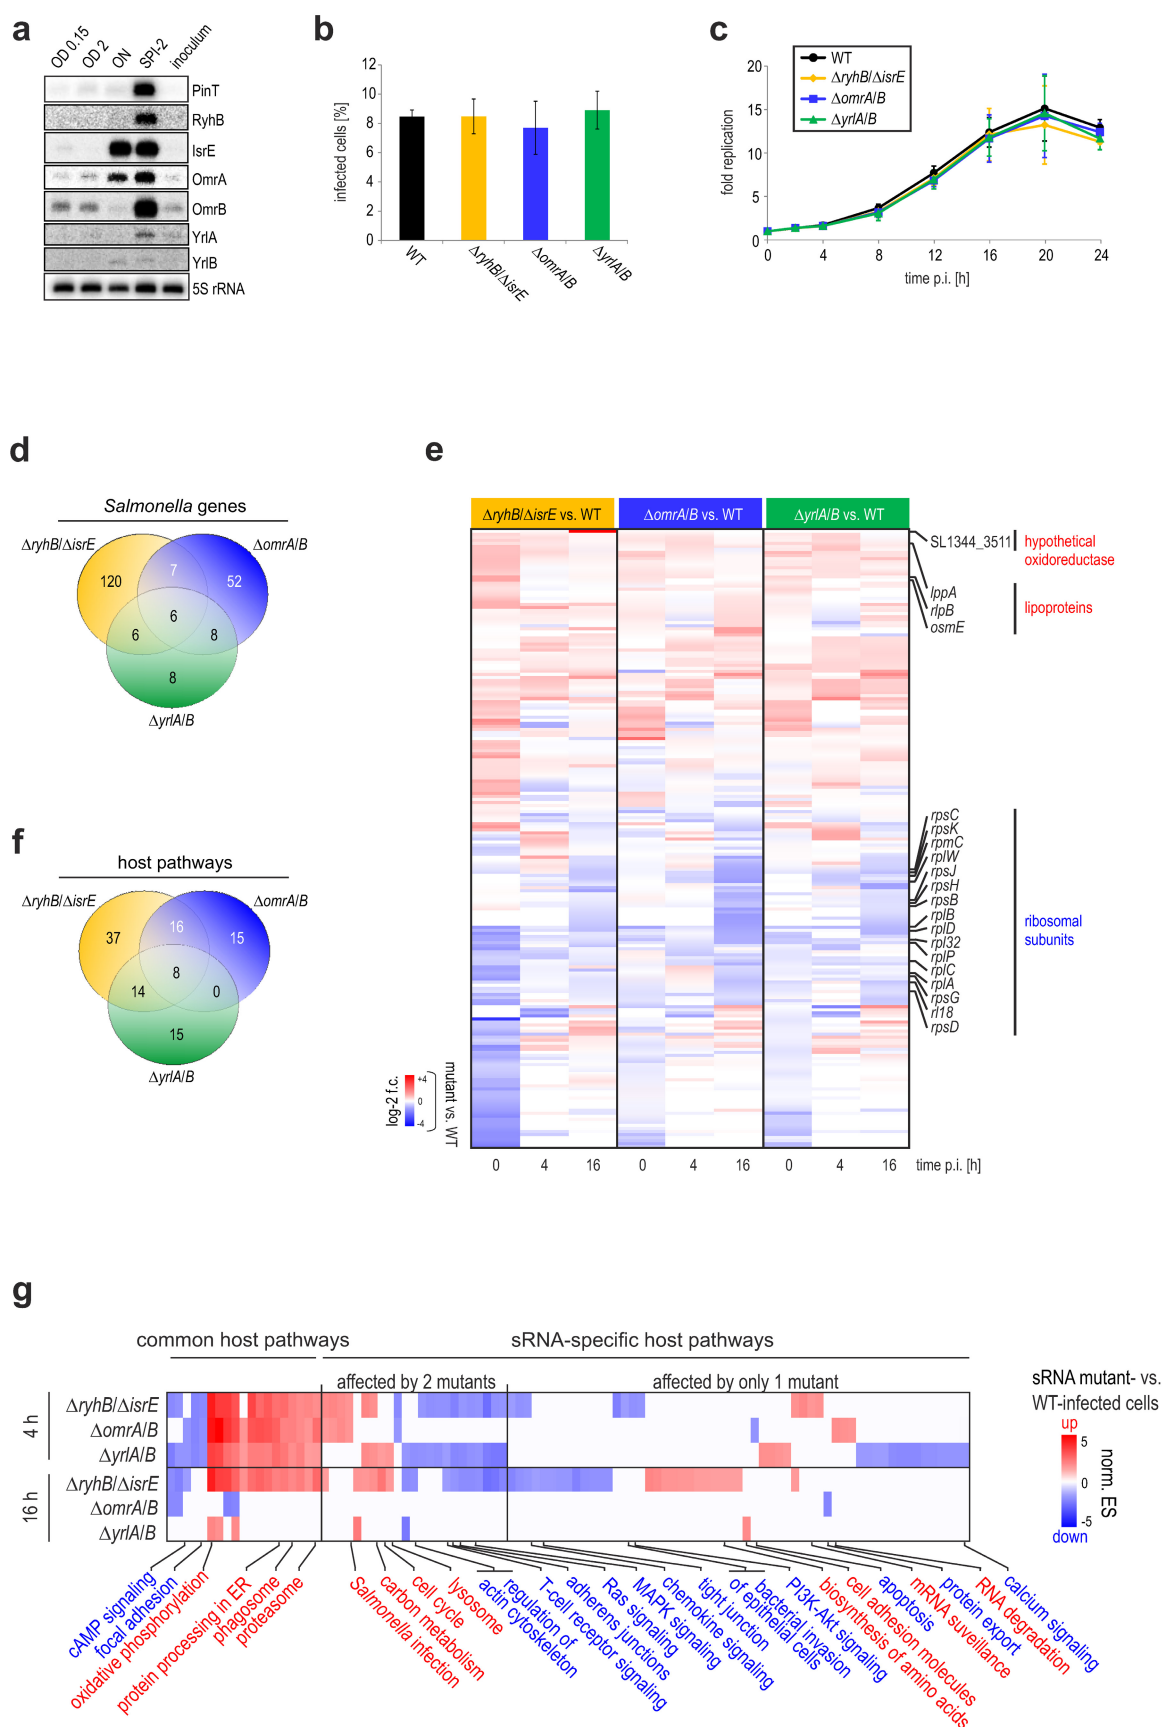 a
OD 0.15
OD 2
ON
SPI-2
inoculum
PinT
RyhB
IsrE
OmrA
OmrB
YrlA
YrlB
5S rRNA
b
infected cells [%]
12
10
8
6
4
2
0
WT
ΔryhB/ΔisrE
ΔomrA/B
ΔyrlA/B
c
WT
ΔryhB/ΔisrE
ΔomrA/B
ΔyrlA/B
fold replication
20
15
10
5
0
0
4
8
12
16
20
24
time p.i. [h]
d
Salmonella genes
ΔryhB/ΔisrE
ΔomrA/B
120
7
52
6
6
8
8
ΔyrlA/B
e
ΔryhB/ΔisrE vs. WT
ΔomrA/B vs. WT
ΔyrlA/B vs. WT
SL1344_3511
hypothetical
oxidoreductase
lppA
rlpB
osmE
lipoproteins
rpsC
rpsK
rpmC
rplW
rpsJ
rpsH
rpsB
rplB
rplD
rpl32
rplP
rplC
rplA
rpsG
rl18
rpsD
ribosomal
subunits
log-2 f.c.
+4
0
-4
mutant vs. WT
0
4
16
0
4
16
0
4
16
time p.i. [h]
f
host pathways
ΔryhB/ΔisrE
ΔomrA/B
37
16
15
8
14
0
15
ΔyrlA/B
g
common host pathways
sRNA-specific host pathways
affected by 2 mutants
affected by only 1 mutant
4 h
ΔryhB/ΔisrE
ΔomrA/B
ΔyrlA/B
16 h
ΔryhB/ΔisrE
ΔomrA/B
ΔyrlA/B
sRNA mutant- vs.
WT-infected cells
up
5
0
-5
down
norm. ES
cAMP signaling
focal adhesion
oxidative phosphorylation
protein processing in ER
phagosome
proteasome
Salmonella infection
carbon metabolism
cell cycle
lysosome
regulation of
actin cytoskeleton
T-cell receptor signaling
adherens junctions
Ras signaling
MAPK signaling
chemokine signaling
tight junction
bacterial invasion
of epithelial cells
PI3K-Akt signaling
biosynthesis of amino acids
cell adhesion molecules
apoptosis
mRNA suveillance
protein export
RNA degradation
calcium signaling